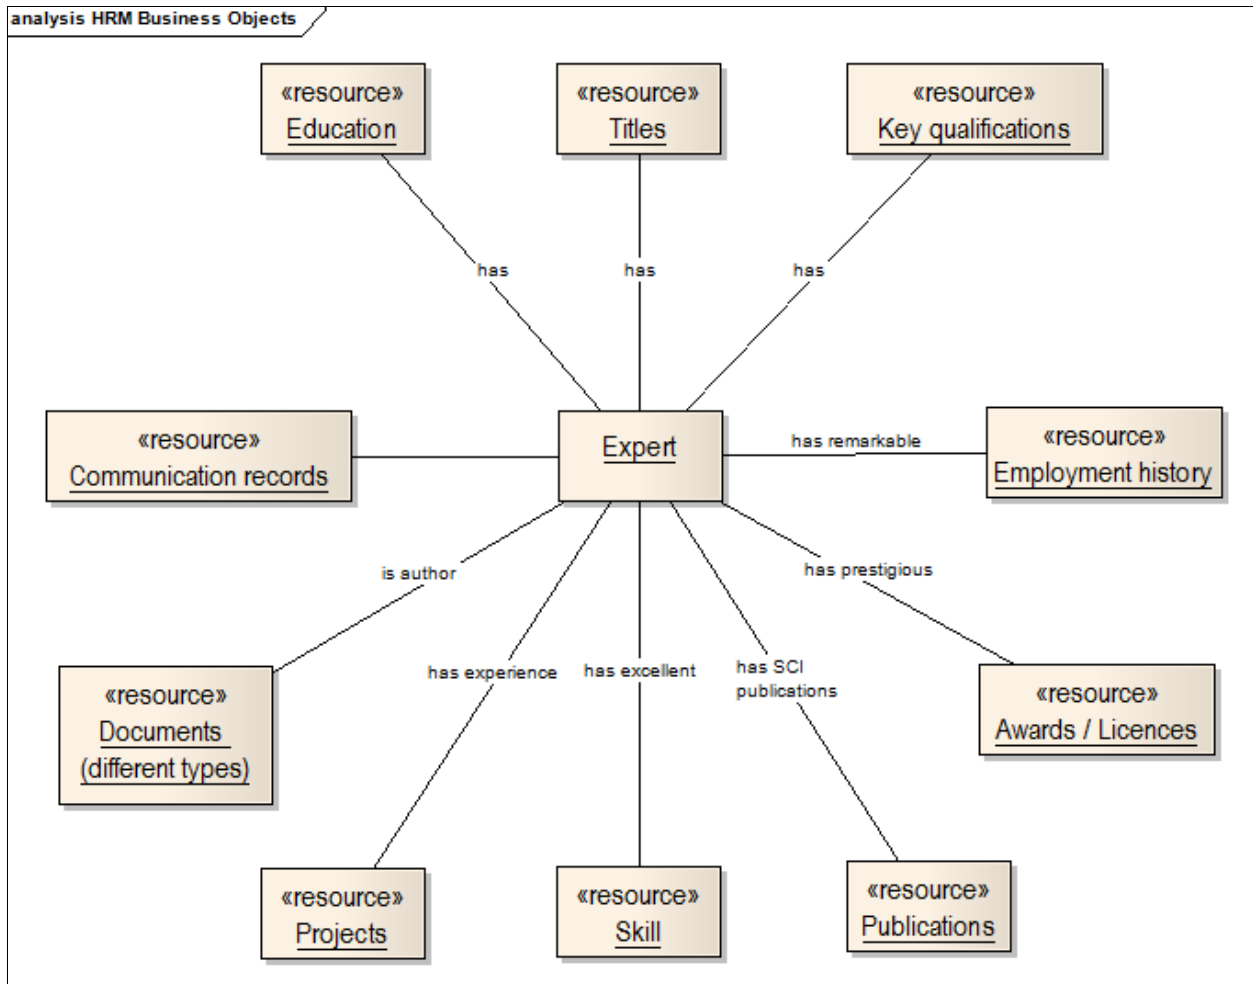 analysis HRM Business Objects
«resource»
Education
«resource»
Titles
«resource»
Key qualifications
has
has
has
«resource»
Communication records
Expert
has remarkable
«resource»
Employment history
is author
has prestigious
«resource»
Documents
(different types)
has experience
has excellent
has SCI
publications
«resource»
Awards / Licences
«resource»
Projects
«resource»
Skill
«resource»
Publications